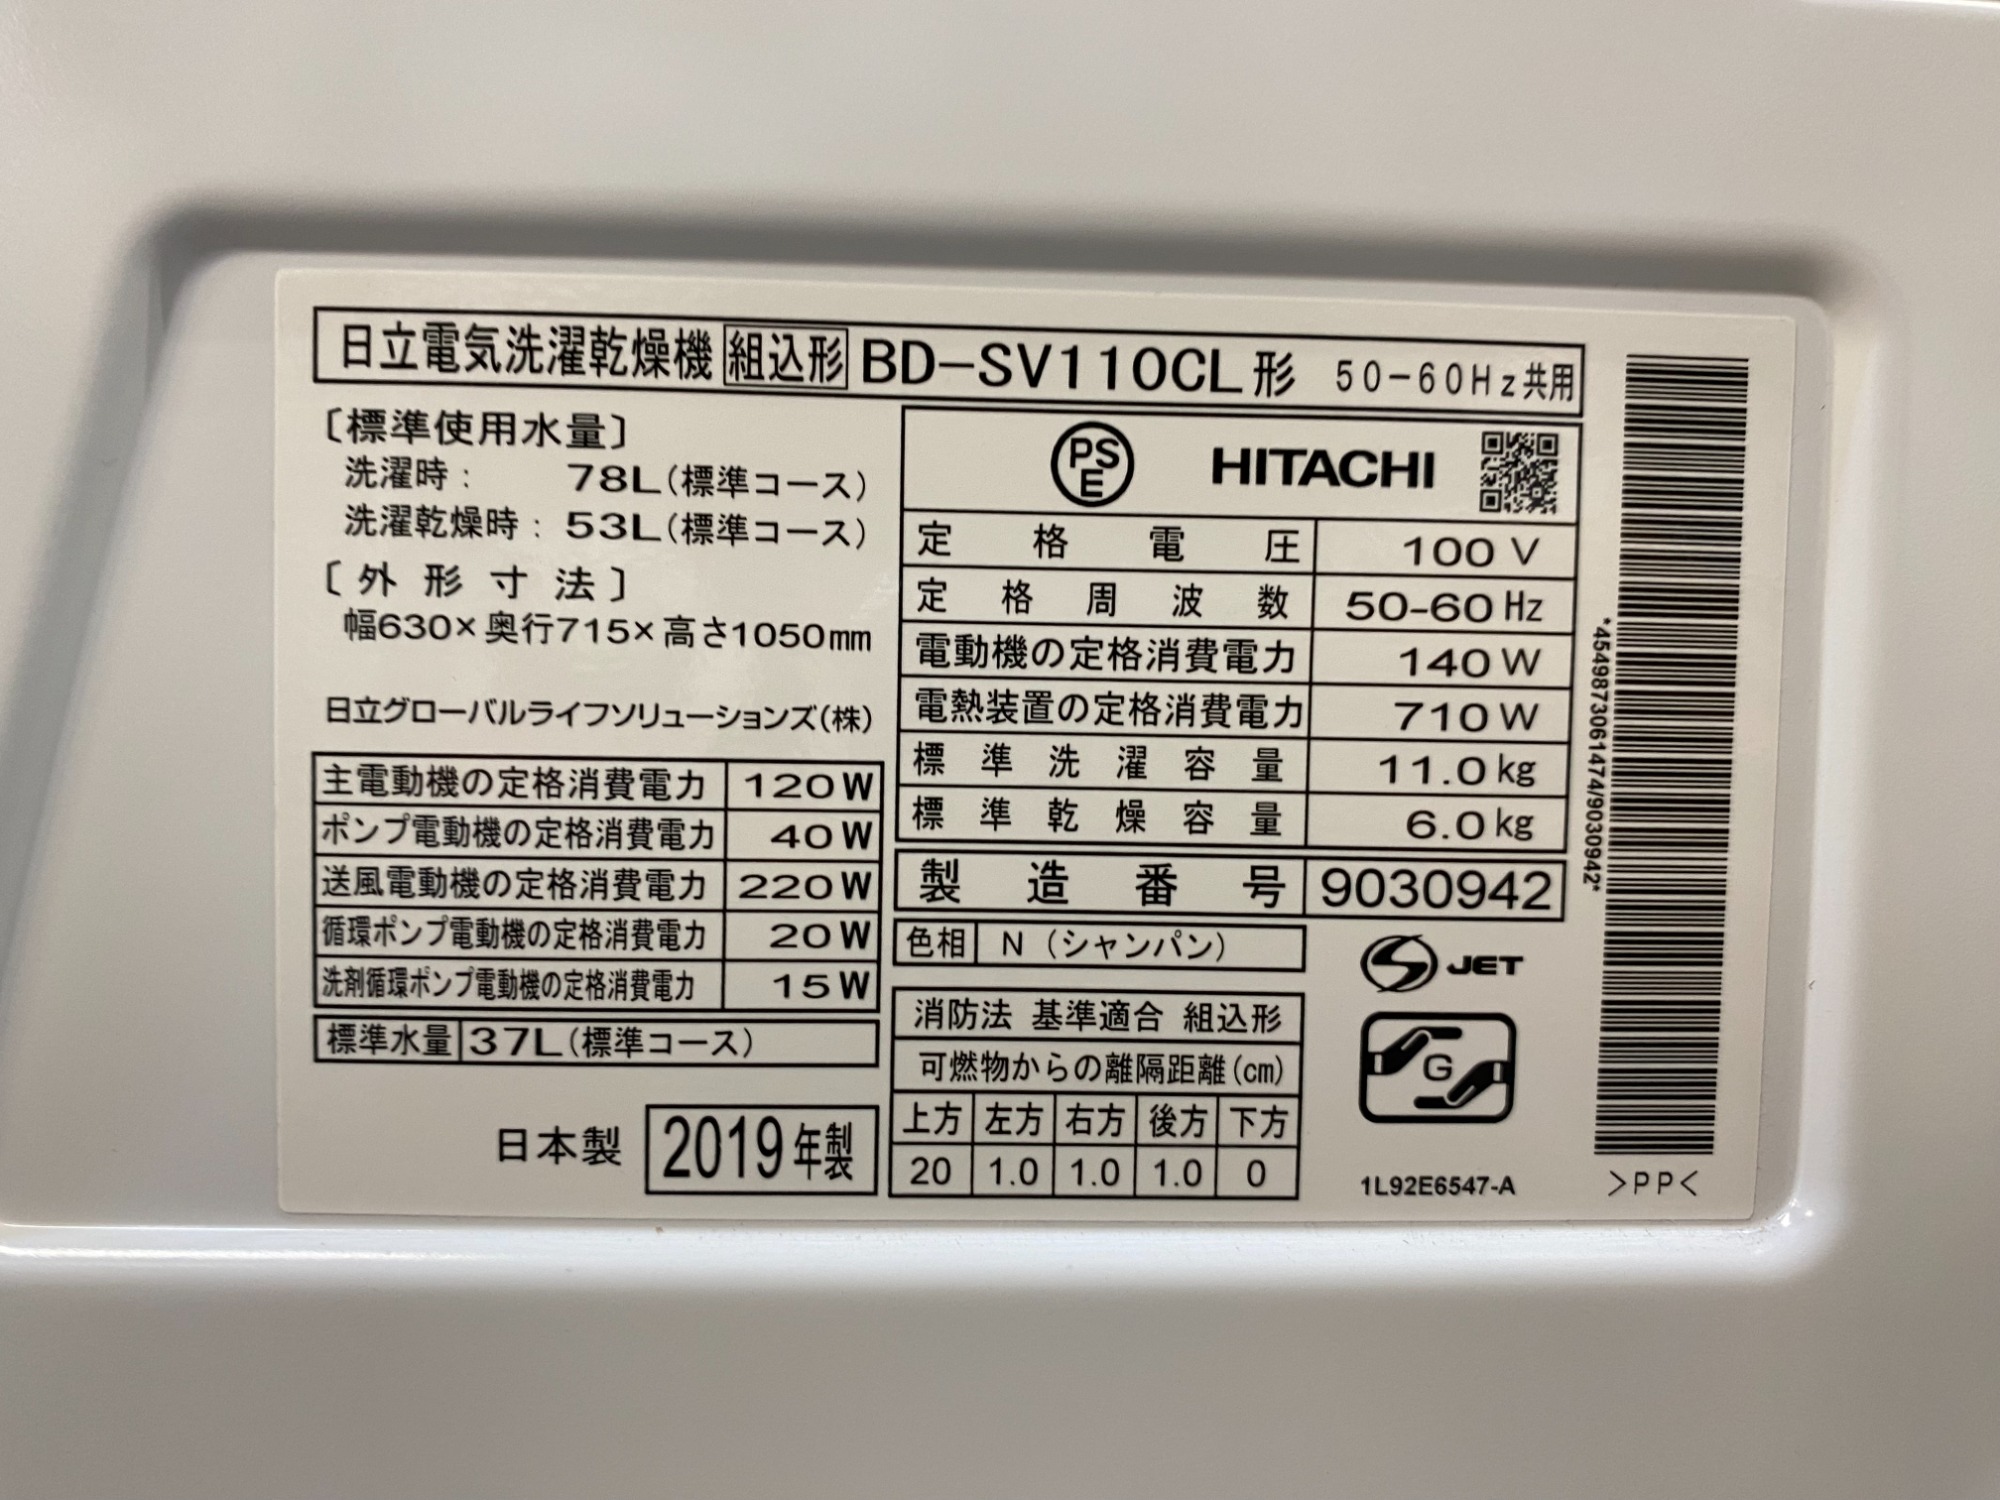 日立電気洗濯乾燥機 組込形 BD-SV110CL形 50-60Hz共用
〔標準使用水量〕
洗濯時: 78L(標準コース)
洗濯乾燥時: 53L(標準コース)
〔外形寸法〕
幅630×奥行715×高さ1050mm
日立グローバルライフソリューションズ(株)
主電動機の定格消費電力 120W
ポンプ電動機の定格消費電力 40W
送風電動機の定格消費電力 220W
循環ポンプ電動機の定格消費電力 20W
洗剤循環ポンプ電動機の定格消費電力 15W
標準水量 37L(標準コース)
日本製 2019年製
PSE HITACHI
定格電圧 100V
定格周波数 50-60Hz
電動機の定格消費電力 140W
電熱装置の定格消費電力 710W
標準洗濯容量 11.0kg
標準乾燥容量 6.0kg
製造番号 9030942
色相 N(シャンパン)
消防法 基準適合 組込形
可燃物からの離隔距離(cm)
上方 左方 右方 後方 下方
20 1.0 1.0 1.0 0
S JET
G
1L92E6547-A
*4549873061474/9030942*
>PP<